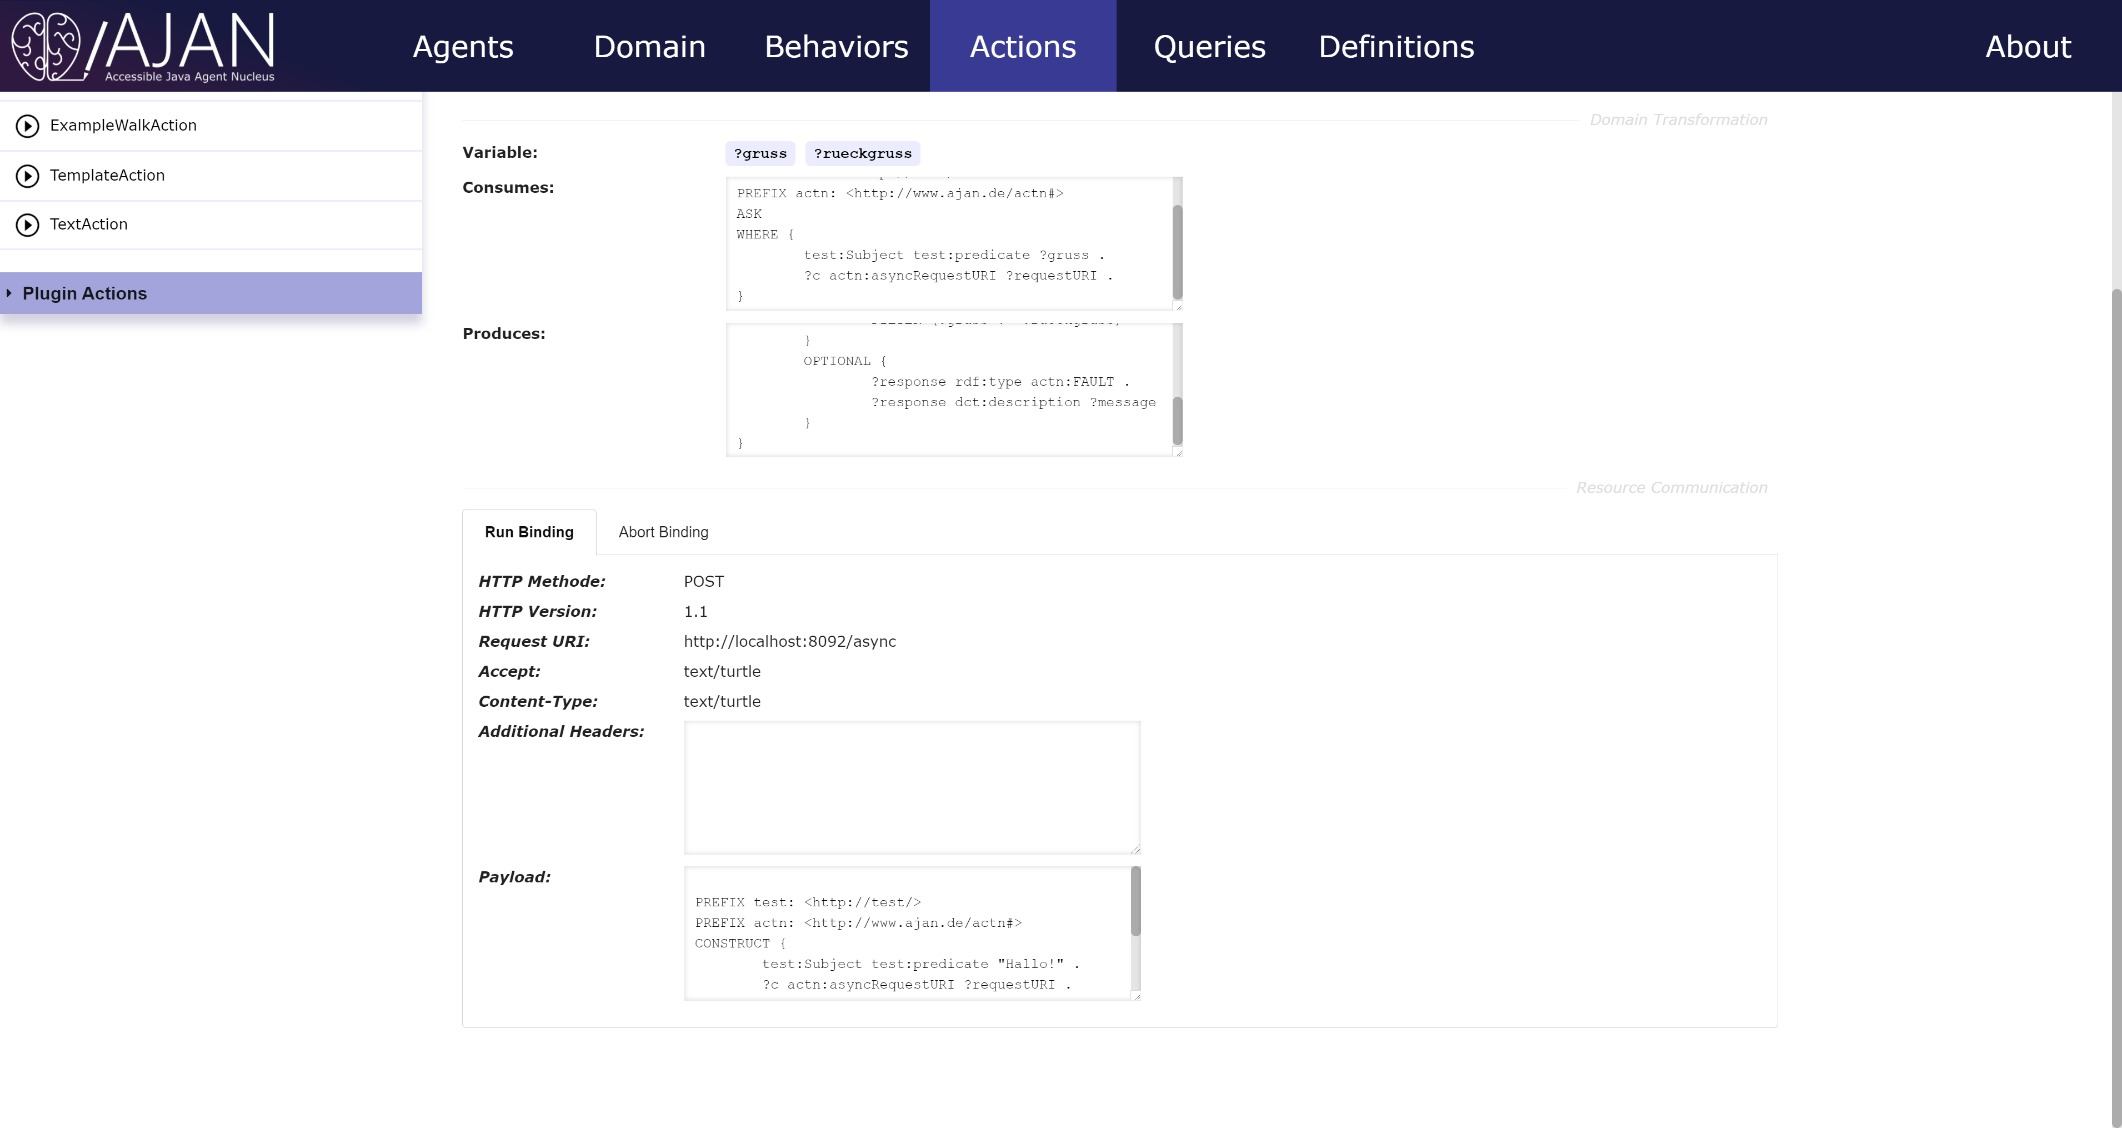 AJAN
Accessible Java Agent Nucleus
Agents
Domain
Behaviors
Actions
Queries
Definitions
About
ExampleWalkAction
TemplateAction
TextAction
Plugin Actions
Domain Transformation
Variable:
?gruss ?rueckgruss
Consumes:
PREFIX actn: <http://www.ajan.de/actn#>
ASK
WHERE {
test:Subject test:predicate ?gruss .
?c actn:asyncRequestURI ?requestURI .
}
Produces:
}
OPTIONAL {
?response rdf:type actn:FAULT .
?response dct:description ?message
}
}
Resource Communication
Run Binding
Abort Binding
HTTP Methode: POST
HTTP Version: 1.1
Request URI: http://localhost:8092/async
Accept: text/turtle
Content-Type: text/turtle
Additional Headers:
Payload:
PREFIX test: <http://test/>
PREFIX actn: <http://www.ajan.de/actn#>
CONSTRUCT {
test:Subject test:predicate "Hallo!" .
?c actn:asyncRequestURI ?requestURI .